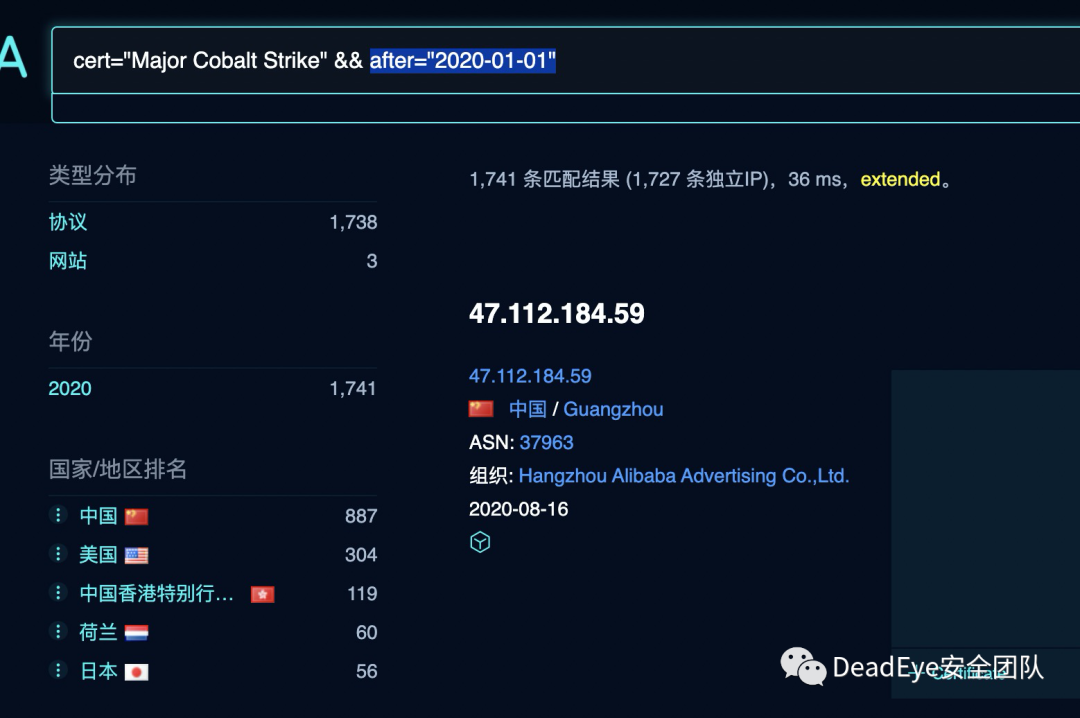 A
cert="Major Cobalt Strike" && after="2020-01-01"
类型分布
协议 1,738
网站 3
年份
2020 1,741
国家/地区排名
中国 887
美国 304
中国香港特别行... 119
荷兰 60
日本 56
1,741 条匹配结果 (1,727 条独立IP)，36 ms，extended。
47.112.184.59
47.112.184.59
中国 / Guangzhou
ASN: 37963
组织: Hangzhou Alibaba Advertising Co.,Ltd.
2020-08-16
Certificate
DeadEye安全团队